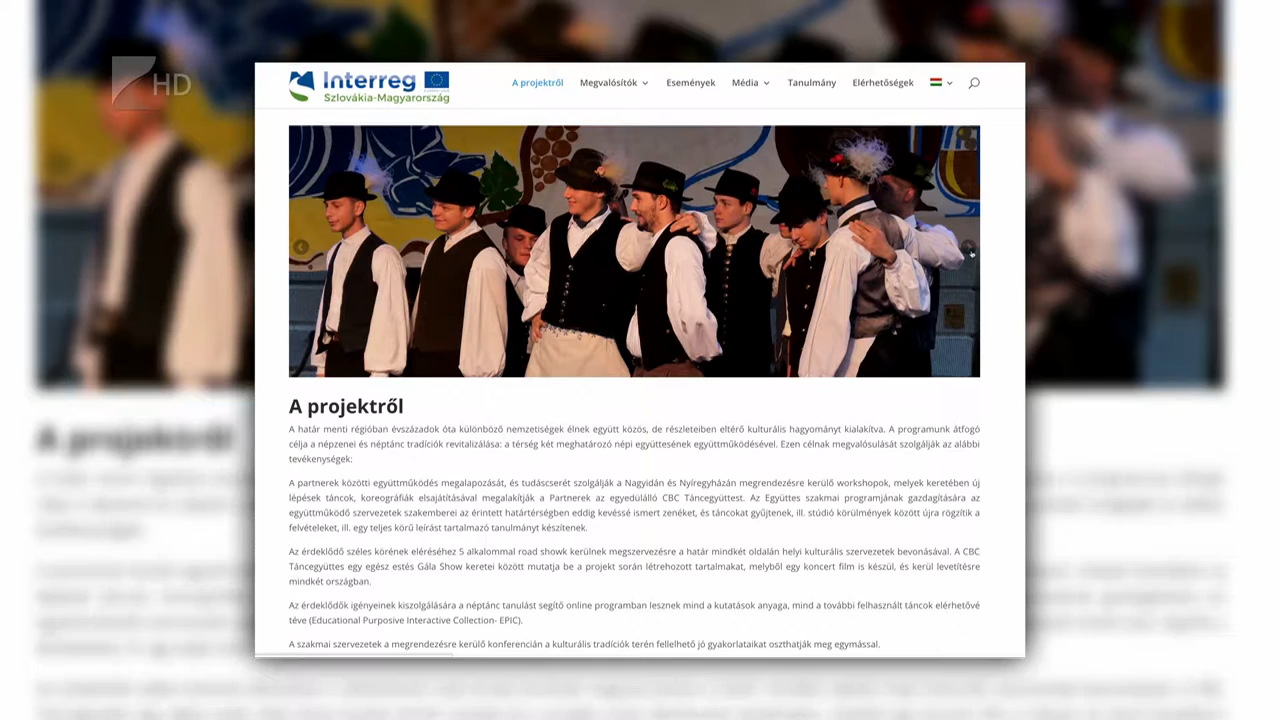 HD
Interreg
Szlovákia-Magyarország
A projektről Megvalósítók Események Média Tanulmány Elérhetőségek
A projektről
A határ menti régióban évszázadok óta különböző nemzetiségek élnek együtt közös, de részleteiben eltérő kulturális hagyományt kialakítva. A programunk átfogó
célja a népzenei és néptánc tradíciók revitalizálása: a térség két meghatározó népi együttesének együttműködésével. Ezen célnak megvalósulását szolgálják az alábbi
tevékenységek:
A partnerek közötti együttműködés megalapozását, és tudáscserét szolgálják a Nagyidán és Nyíregyházán megrendezésre kerülő workshopok, melyek keretében új
lépések táncok, koreográfiák elsajátításával megalakítják a Partnerek az egyedülálló CBC Táncegyüttest. Az Együttes szakmai programjának gazdagítására az
együttműködő szervezetek szakemberei az érintett határtérségben eddig kevéssé ismert zenéket, és táncokat gyűjtenek, ill. stúdió körülmények között újra rögzítik a
felvételeket, ill. egy teljes körű leírást tartalmazó tanulmányt készítenek.
Az érdeklődő széles körének eléréséhez 5 alkalommal road showk kerülnek megszervezésre a határ mindkét oldalán helyi kulturális szervezetek bevonásával. A CBC
Táncegyüttes egy egész estés Gála Show keretei között mutatja be a projekt során létrehozott tartalmakat, melyből egy koncert film is készül, és kerül levetítésre
mindkét országban.
Az érdeklődők igényeinek kiszolgálására a néptánc tanulást segítő online programban lesznek mind a kutatások anyaga, mind a további felhasznált táncok elérhetővé
téve (Educational Purposive Interactive Collection- EPIC).
A szakmai szervezetek a megrendezésre kerülő konferencián a kulturális tradíciók terén fellelhető jó gyakorlataikat oszthatják meg egymással.